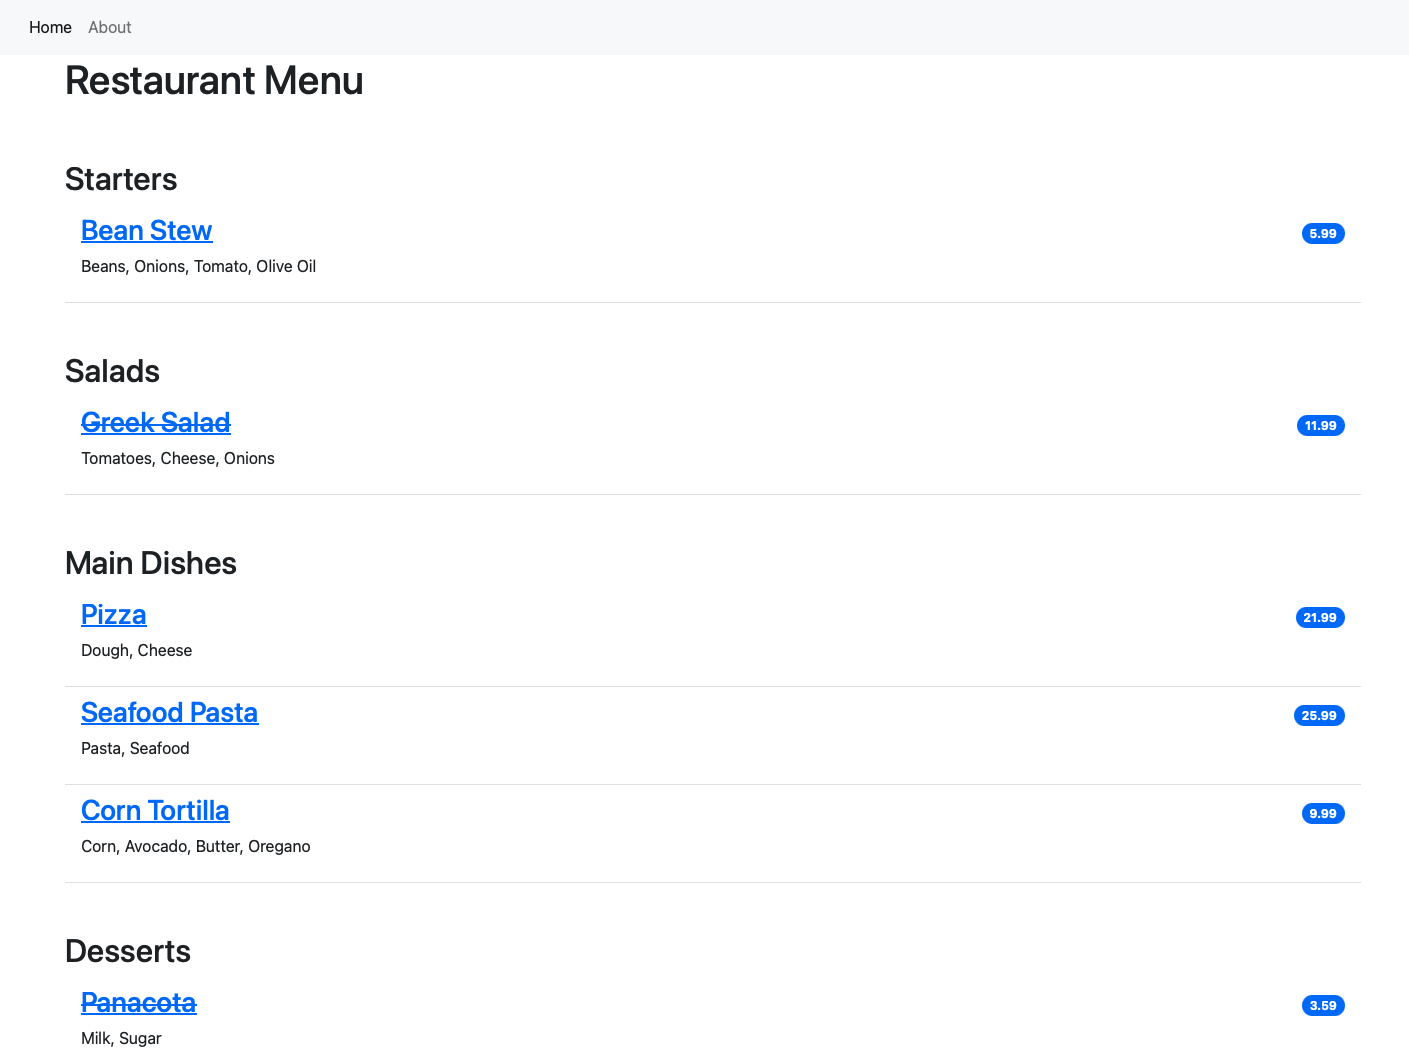 Home About
Restaurant Menu
Starters
Bean Stew 5.99
Beans, Onions, Tomato, Olive Oil
Salads
Greek Salad 11.99
Tomatoes, Cheese, Onions
Main Dishes
Pizza 21.99
Dough, Cheese
Seafood Pasta 25.99
Pasta, Seafood
Corn Tortilla 9.99
Corn, Avocado, Butter, Oregano
Desserts
Panacota 3.59
Milk, Sugar